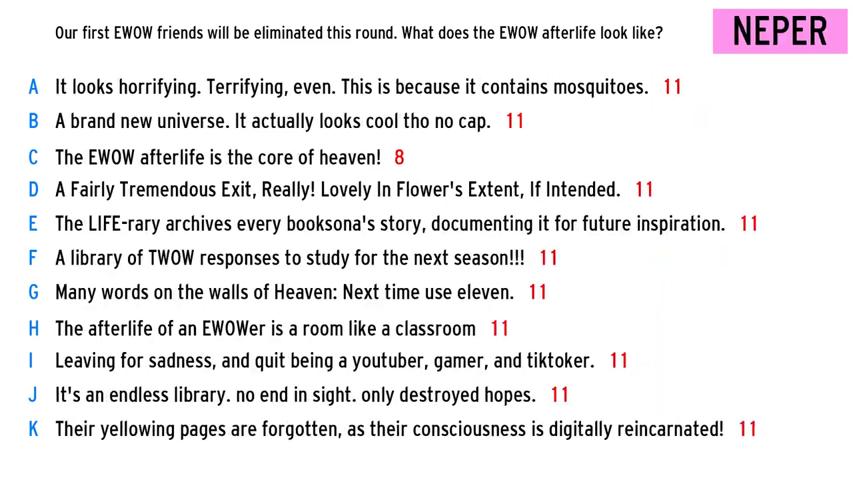 Our first EWOW friends will be eliminated this round. What does the EWOW afterlife look like?
NEPER
A It looks horrifying. Terrifying, even. This is because it contains mosquitoes. 11
B A brand new universe. It actually looks cool tho no cap. 11
C The EWOW afterlife is the core of heaven! 8
D A Fairly Tremendous Exit, Really! Lovely In Flower's Extent, If Intended. 11
E The LIFE-rary archives every booksona's story, documenting it for future inspiration. 11
F A library of TWOW responses to study for the next season!!! 11
G Many words on the walls of Heaven: Next time use eleven. 11
H The afterlife of an EWOWer is a room like a classroom 11
I Leaving for sadness, and quit being a youtuber, gamer, and tiktoker. 11
J It's an endless library. no end in sight. only destroyed hopes. 11
K Their yellowing pages are forgotten, as their consciousness is digitally reincarnated! 11